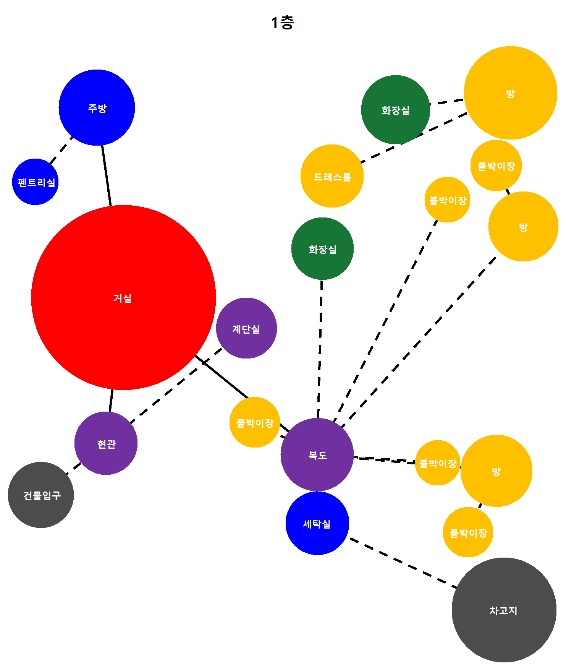 1층
주방
방
화장실
펜트리실
드레스룸
붙박이장
붙박이장
방
화장실
거실
계단실
붙박이장
현관
복도
붙박이장
방
건물입구
세탁실
붙박이장
차고지